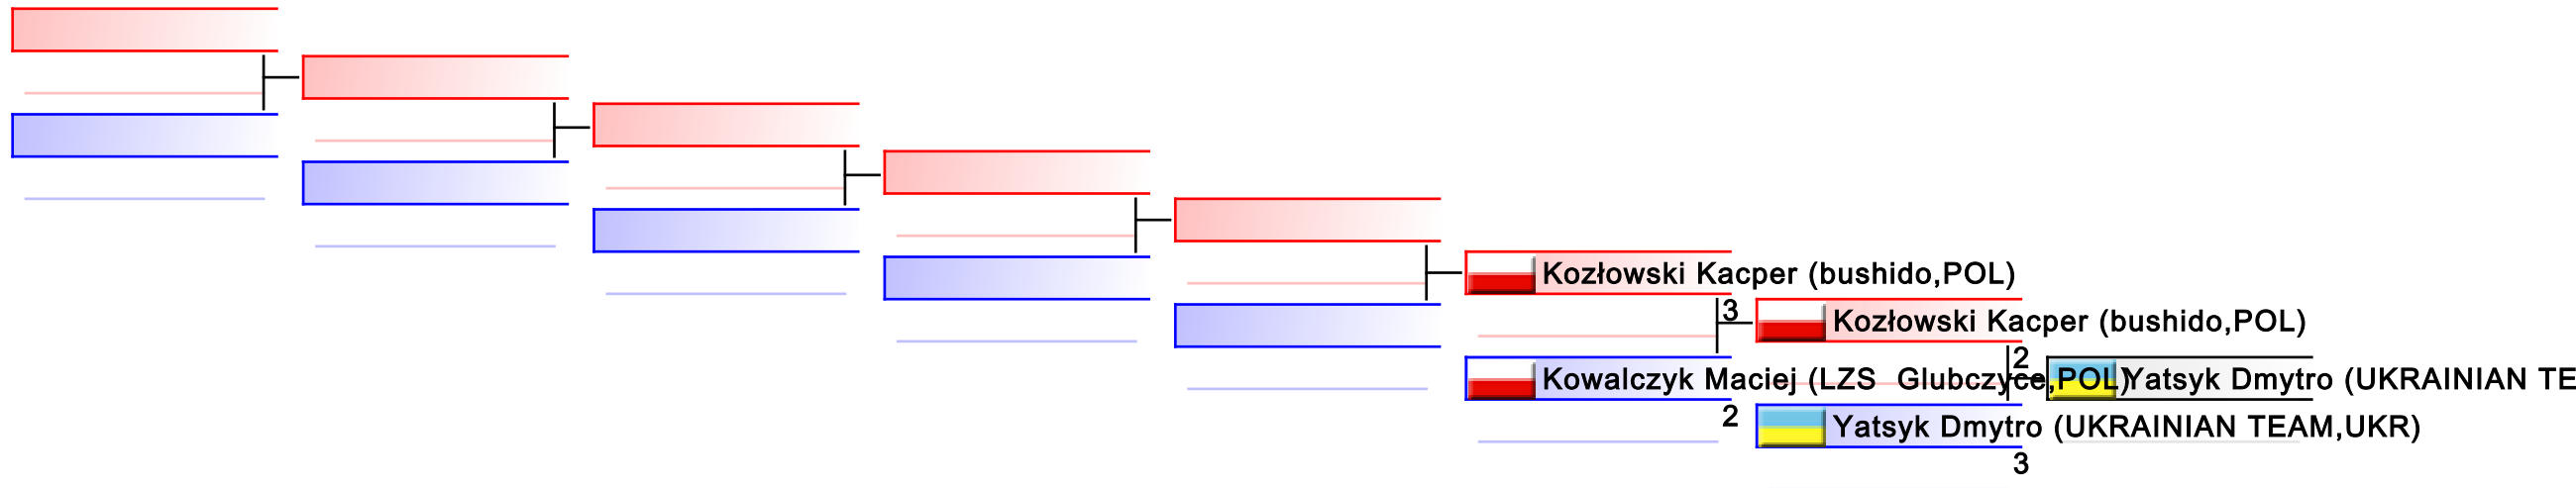 Kozłowski Kacper (bushido,POL)
3
Kozłowski Kacper (bushido,POL)
2
Kowalczyk Maciej (LZS  Glubczyce,POL)
Yatsyk Dmytro (UKRAINIAN TE
2
Yatsyk Dmytro (UKRAINIAN TEAM,UKR)
3